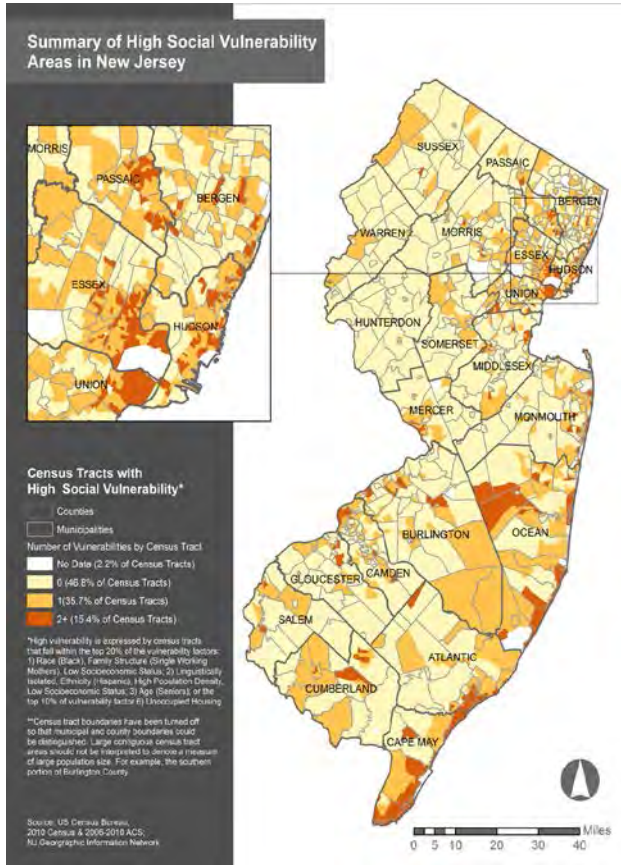 Summary of High Social Vulnerability
Areas in New Jersey
MORRIS
PASSAIC
BERGEN
ESSEX
HUDSON
UNION
SUSSEX
PASSAIC
BERGEN
WARREN
MORRIS
ESSEX
HUDSON
UNION
HUNTERDON
SOMERSET
MIDDLESEX
MERCER
MONMOUTH
OCEAN
BURLINGTON
CAMDEN
GLOUCESTER
SALEM
ATLANTIC
CUMBERLAND
CAPE MAY
Census Tracts with
High Social Vulnerability*
Counties
Municipalities
Number of Vulnerabilities by Census Tract
No Data (2.2% of Census Tracts)
0 (46.8% of Census Tracts)
1(35.7% of Census Tracts)
2+ (15.4% of Census Tracts)
*High vulnerability is expressed by census tracts
that fall within the top 20% of the vulnerability factors:
1) Race (Black), Family Structure (Single Working
Mothers), Low Socioeconomic Status; 2) Linguistically
Isolated, Ethnicity (Hispanic), High Population Density,
Low Socioeconomic Status; 3) Age (Seniors), or the
top 10% of vulnerability factor 6) Unoccupied Housing
**Census tract boundaries have been turned off
so that municipal and county boundaries could
be distinguished. Large contiguous census tract
areas should not be interpreted to denote a measure
of large population size. For example, the southern
portion of Burlington County.
Source: US Census Bureau,
2010 Census & 2006-2010 ACS;
NJ Georgraphic Information Network
Miles
0 5 10 20 30 40